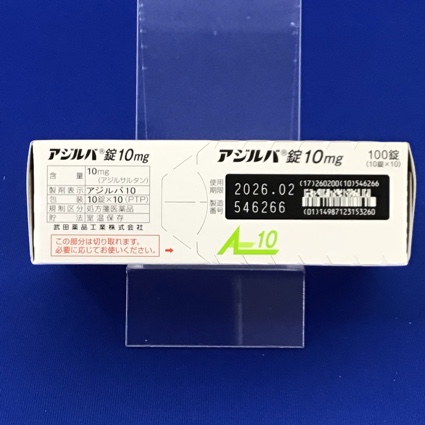 アジルバ®錠10mg
含量 10mg
(アジルサルタン)
製剤表示 アジルバ10
包装 10錠×10(PTP)
規制区分 処方箋医薬品
貯法 室温保存
武田薬品工業株式会社
この部分は切り取れます。
必要に応じてお使いください。→
アジルバ®錠10mg 100錠
(10錠×10)
使用期限 2026.02
製造番号 546266
(17)260200(10)546266
(01)14987123153260
10